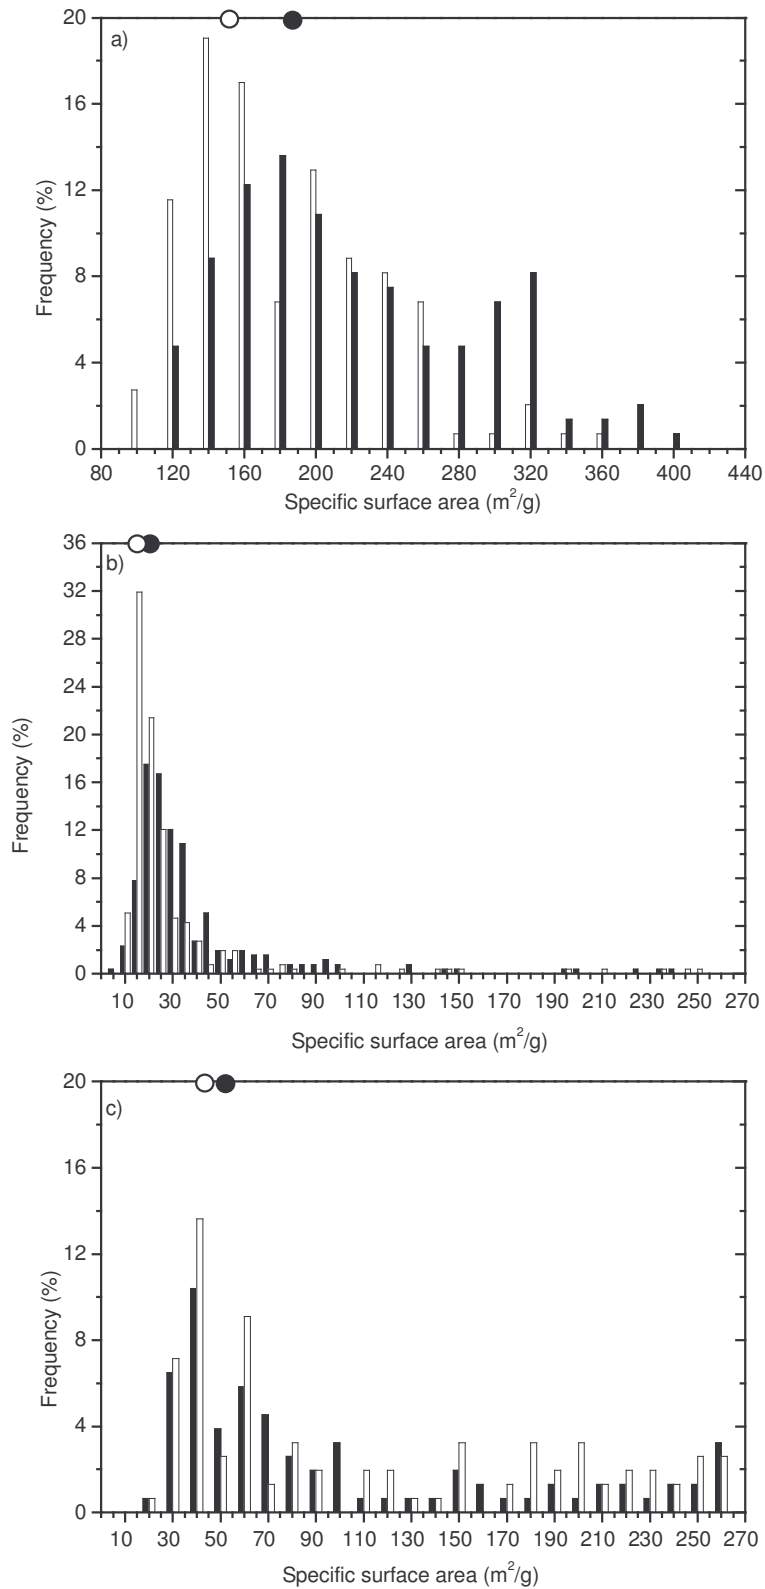 a)
20
16
12
8
4
0
Frequency (%)
80 120 160 200 240 280 320 360 400 440
Specific surface area (m²/g)
b)
36
32
28
24
20
16
12
8
4
0
Frequency (%)
10 30 50 70 90 110 130 150 170 190 210 230 250 270
Specific surface area (m²/g)
c)
20
16
12
8
4
0
Frequency (%)
10 30 50 70 90 110 130 150 170 190 210 230 250 270
Specific surface area (m²/g)